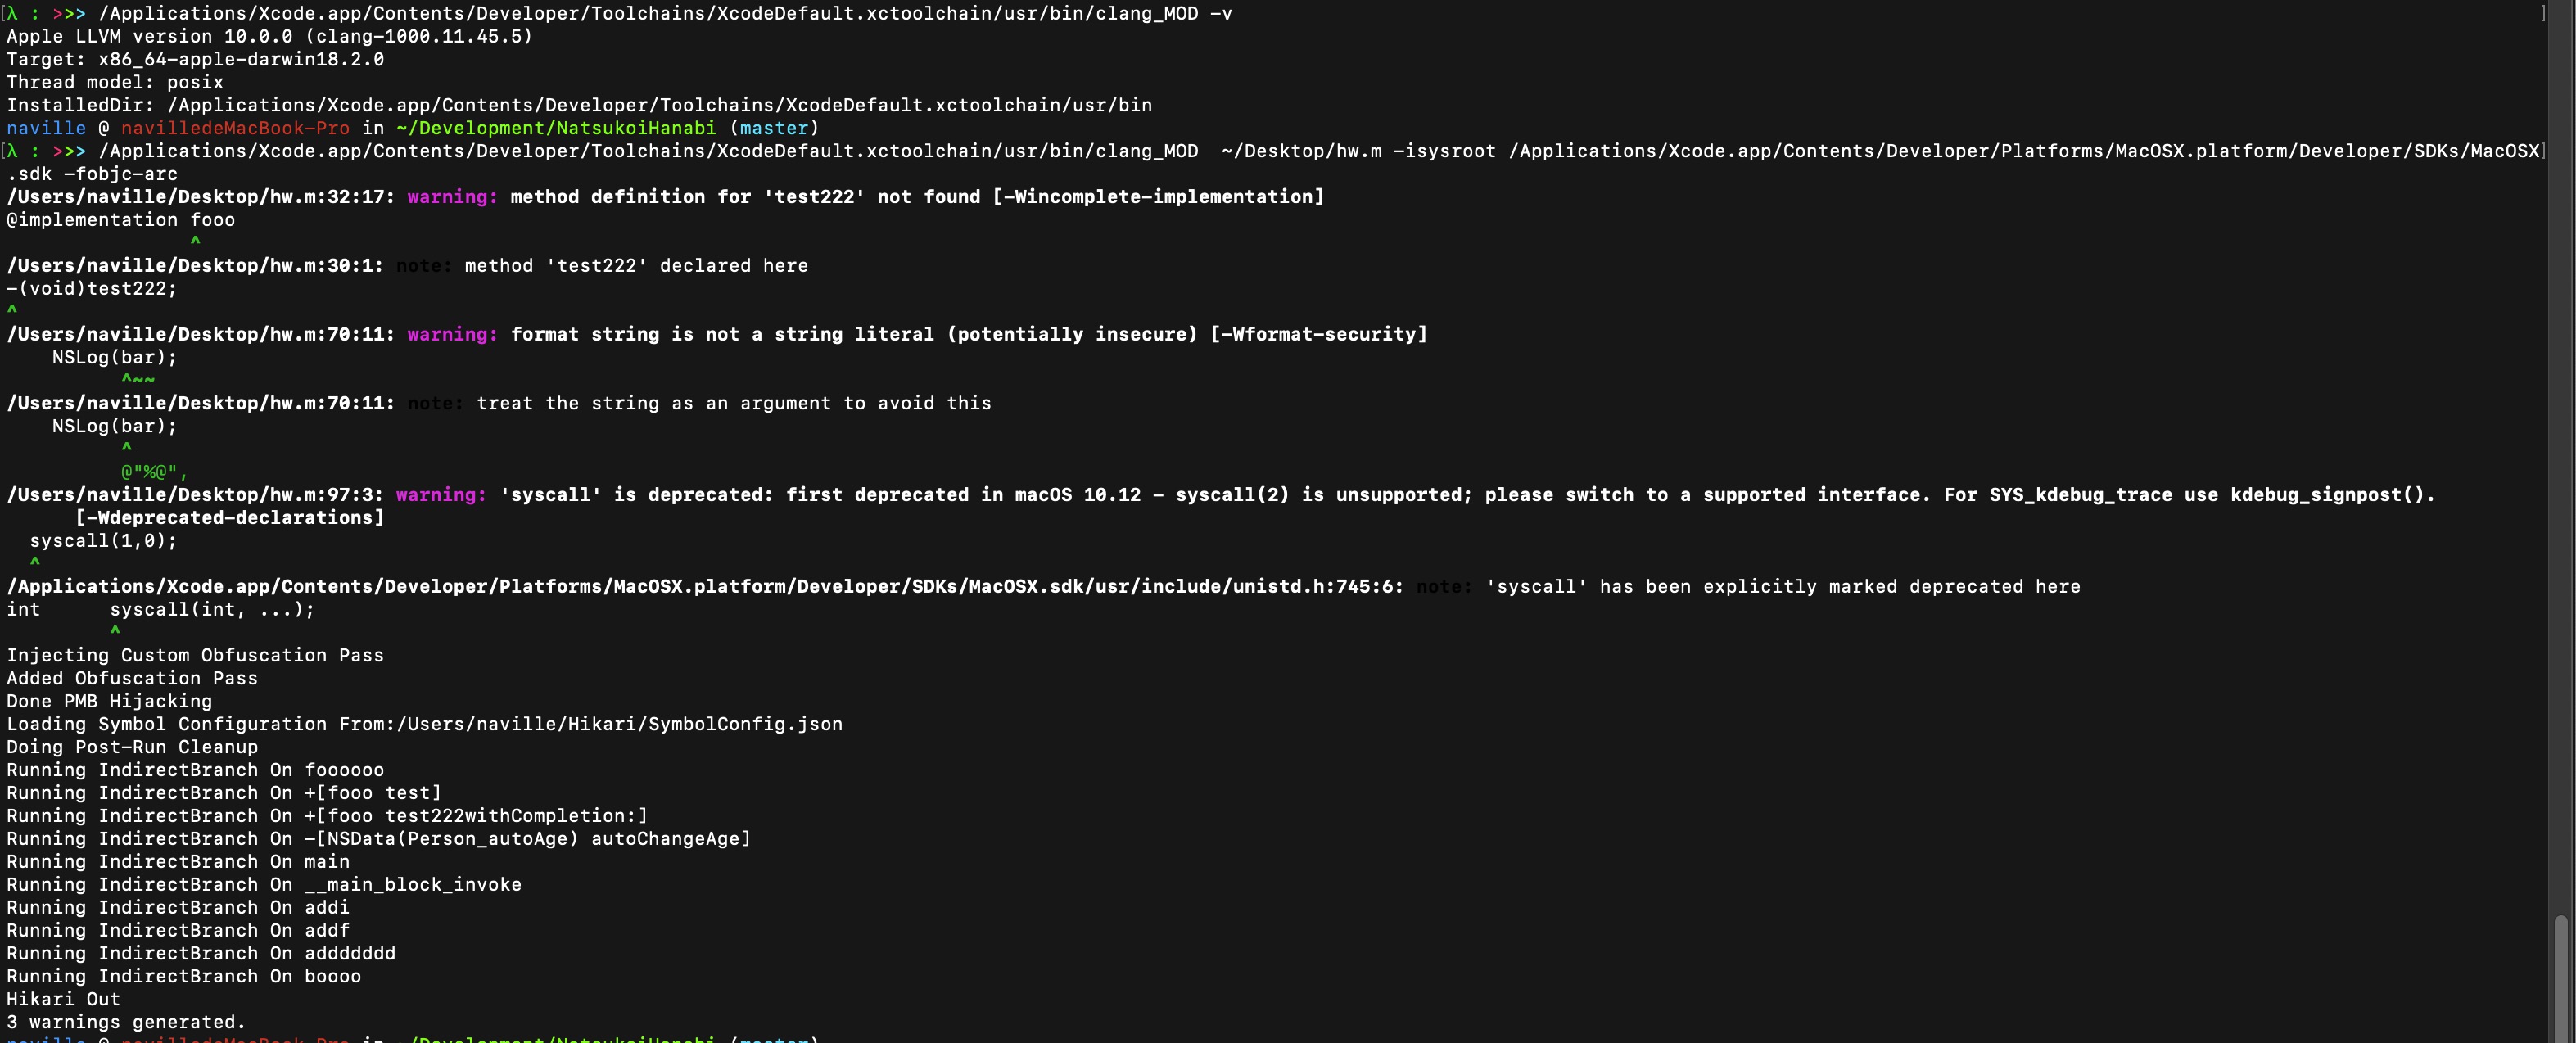 [λ : >>> /Applications/Xcode.app/Contents/Developer/Toolchains/XcodeDefault.xctoolchain/usr/bin/clang_MOD -v ]
Apple LLVM version 10.0.0 (clang-1000.11.45.5)
Target: x86_64-apple-darwin18.2.0
Thread model: posix
InstalledDir: /Applications/Xcode.app/Contents/Developer/Toolchains/XcodeDefault.xctoolchain/usr/bin
naville @ navilledeMacBook-Pro in ~/Development/NatsukoiHanabi (master)
[λ : >>> /Applications/Xcode.app/Contents/Developer/Toolchains/XcodeDefault.xctoolchain/usr/bin/clang_MOD  ~/Desktop/hw.m -isysroot /Applications/Xcode.app/Contents/Developer/Platforms/MacOSX.platform/Developer/SDKs/MacOSX]
.sdk -fobjc-arc
/Users/naville/Desktop/hw.m:32:17: warning: method definition for 'test222' not found [-Wincomplete-implementation]
@implementation fooo
^
/Users/naville/Desktop/hw.m:30:1: note: method 'test222' declared here
-(void)test222;
^
/Users/naville/Desktop/hw.m:70:11: warning: format string is not a string literal (potentially insecure) [-Wformat-security]
NSLog(bar);
^~~
/Users/naville/Desktop/hw.m:70:11: note: treat the string as an argument to avoid this
NSLog(bar);
^
@"%@",
/Users/naville/Desktop/hw.m:97:3: warning: 'syscall' is deprecated: first deprecated in macOS 10.12 - syscall(2) is unsupported; please switch to a supported interface. For SYS_kdebug_trace use kdebug_signpost().
[-Wdeprecated-declarations]
syscall(1,0);
^
/Applications/Xcode.app/Contents/Developer/Platforms/MacOSX.platform/Developer/SDKs/MacOSX.sdk/usr/include/unistd.h:745:6: note: 'syscall' has been explicitly marked deprecated here
int      syscall(int, ...);
^
Injecting Custom Obfuscation Pass
Added Obfuscation Pass
Done PMB Hijacking
Loading Symbol Configuration From:/Users/naville/Hikari/SymbolConfig.json
Doing Post-Run Cleanup
Running IndirectBranch On foooooo
Running IndirectBranch On +[fooo test]
Running IndirectBranch On +[fooo test222withCompletion:]
Running IndirectBranch On -[NSData(Person_autoAge) autoChangeAge]
Running IndirectBranch On main
Running IndirectBranch On __main_block_invoke
Running IndirectBranch On addi
Running IndirectBranch On addf
Running IndirectBranch On addddddd
Running IndirectBranch On boooo
Hikari Out
3 warnings generated.
naville @ navilledeMacBook-Pro in ~/Development/NatsukoiHanabi (master)